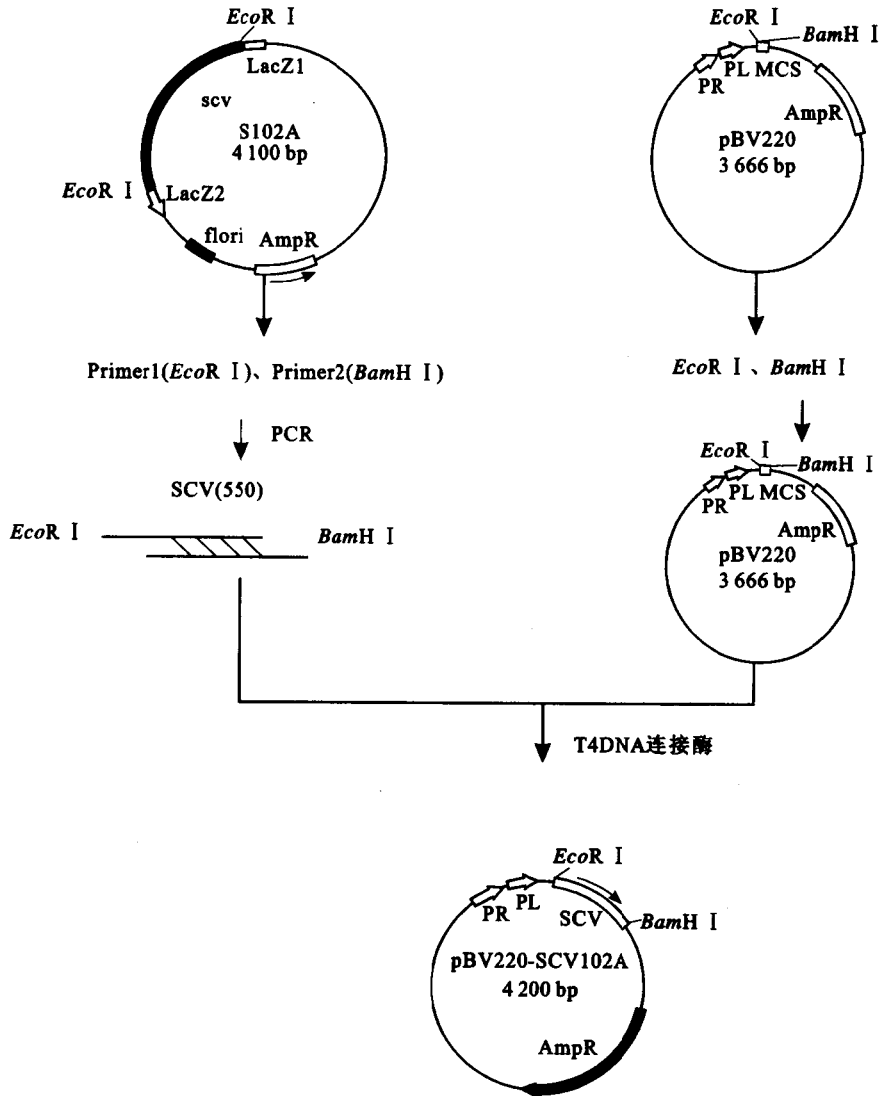 EcoR Ⅰ
LacZ1
scv
S102A
4 100 bp
EcoR Ⅰ
LacZ2
flori
AmpR
EcoR Ⅰ
BamH Ⅰ
PR
PL MCS
AmpR
pBV220
3 666 bp
Primer1(EcoR Ⅰ)、Primer2(BamH Ⅰ)
EcoR Ⅰ、BamH Ⅰ
PCR
SCV(550)
EcoR Ⅰ
BamH Ⅰ
EcoR Ⅰ
BamH Ⅰ
PR
PL MCS
AmpR
pBV220
3 666 bp
T4DNA连接酶
EcoR Ⅰ
PR
PL
SCV
BamH Ⅰ
pBV220-SCV102A
4 200 bp
AmpR